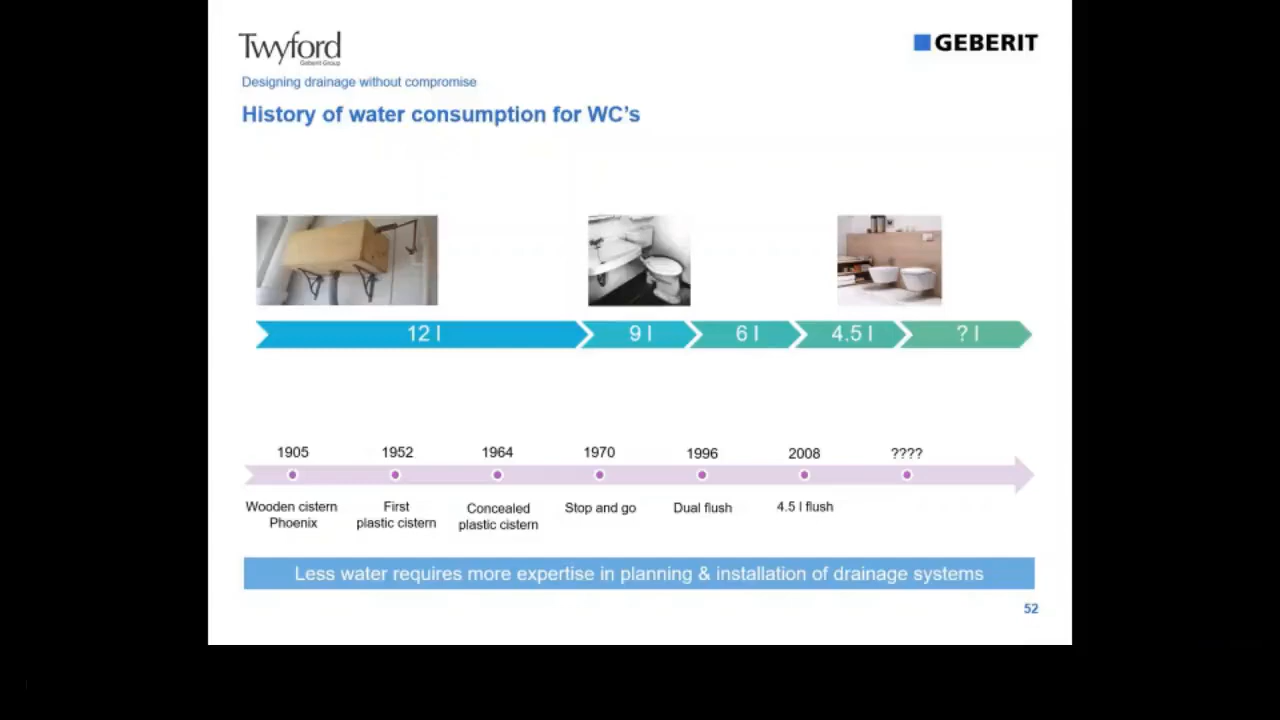 Twyford
Geberit Group
GEBERIT
Designing drainage without compromise
History of water consumption for WC's
12 l
9 l
6 l
4.5 l
? l
1905
1952
1964
1970
1996
2008
????
Wooden cistern
Phoenix
First
plastic cistern
Concealed
plastic cistern
Stop and go
Dual flush
4.5 l flush
Less water requires more expertise in planning & installation of drainage systems
52